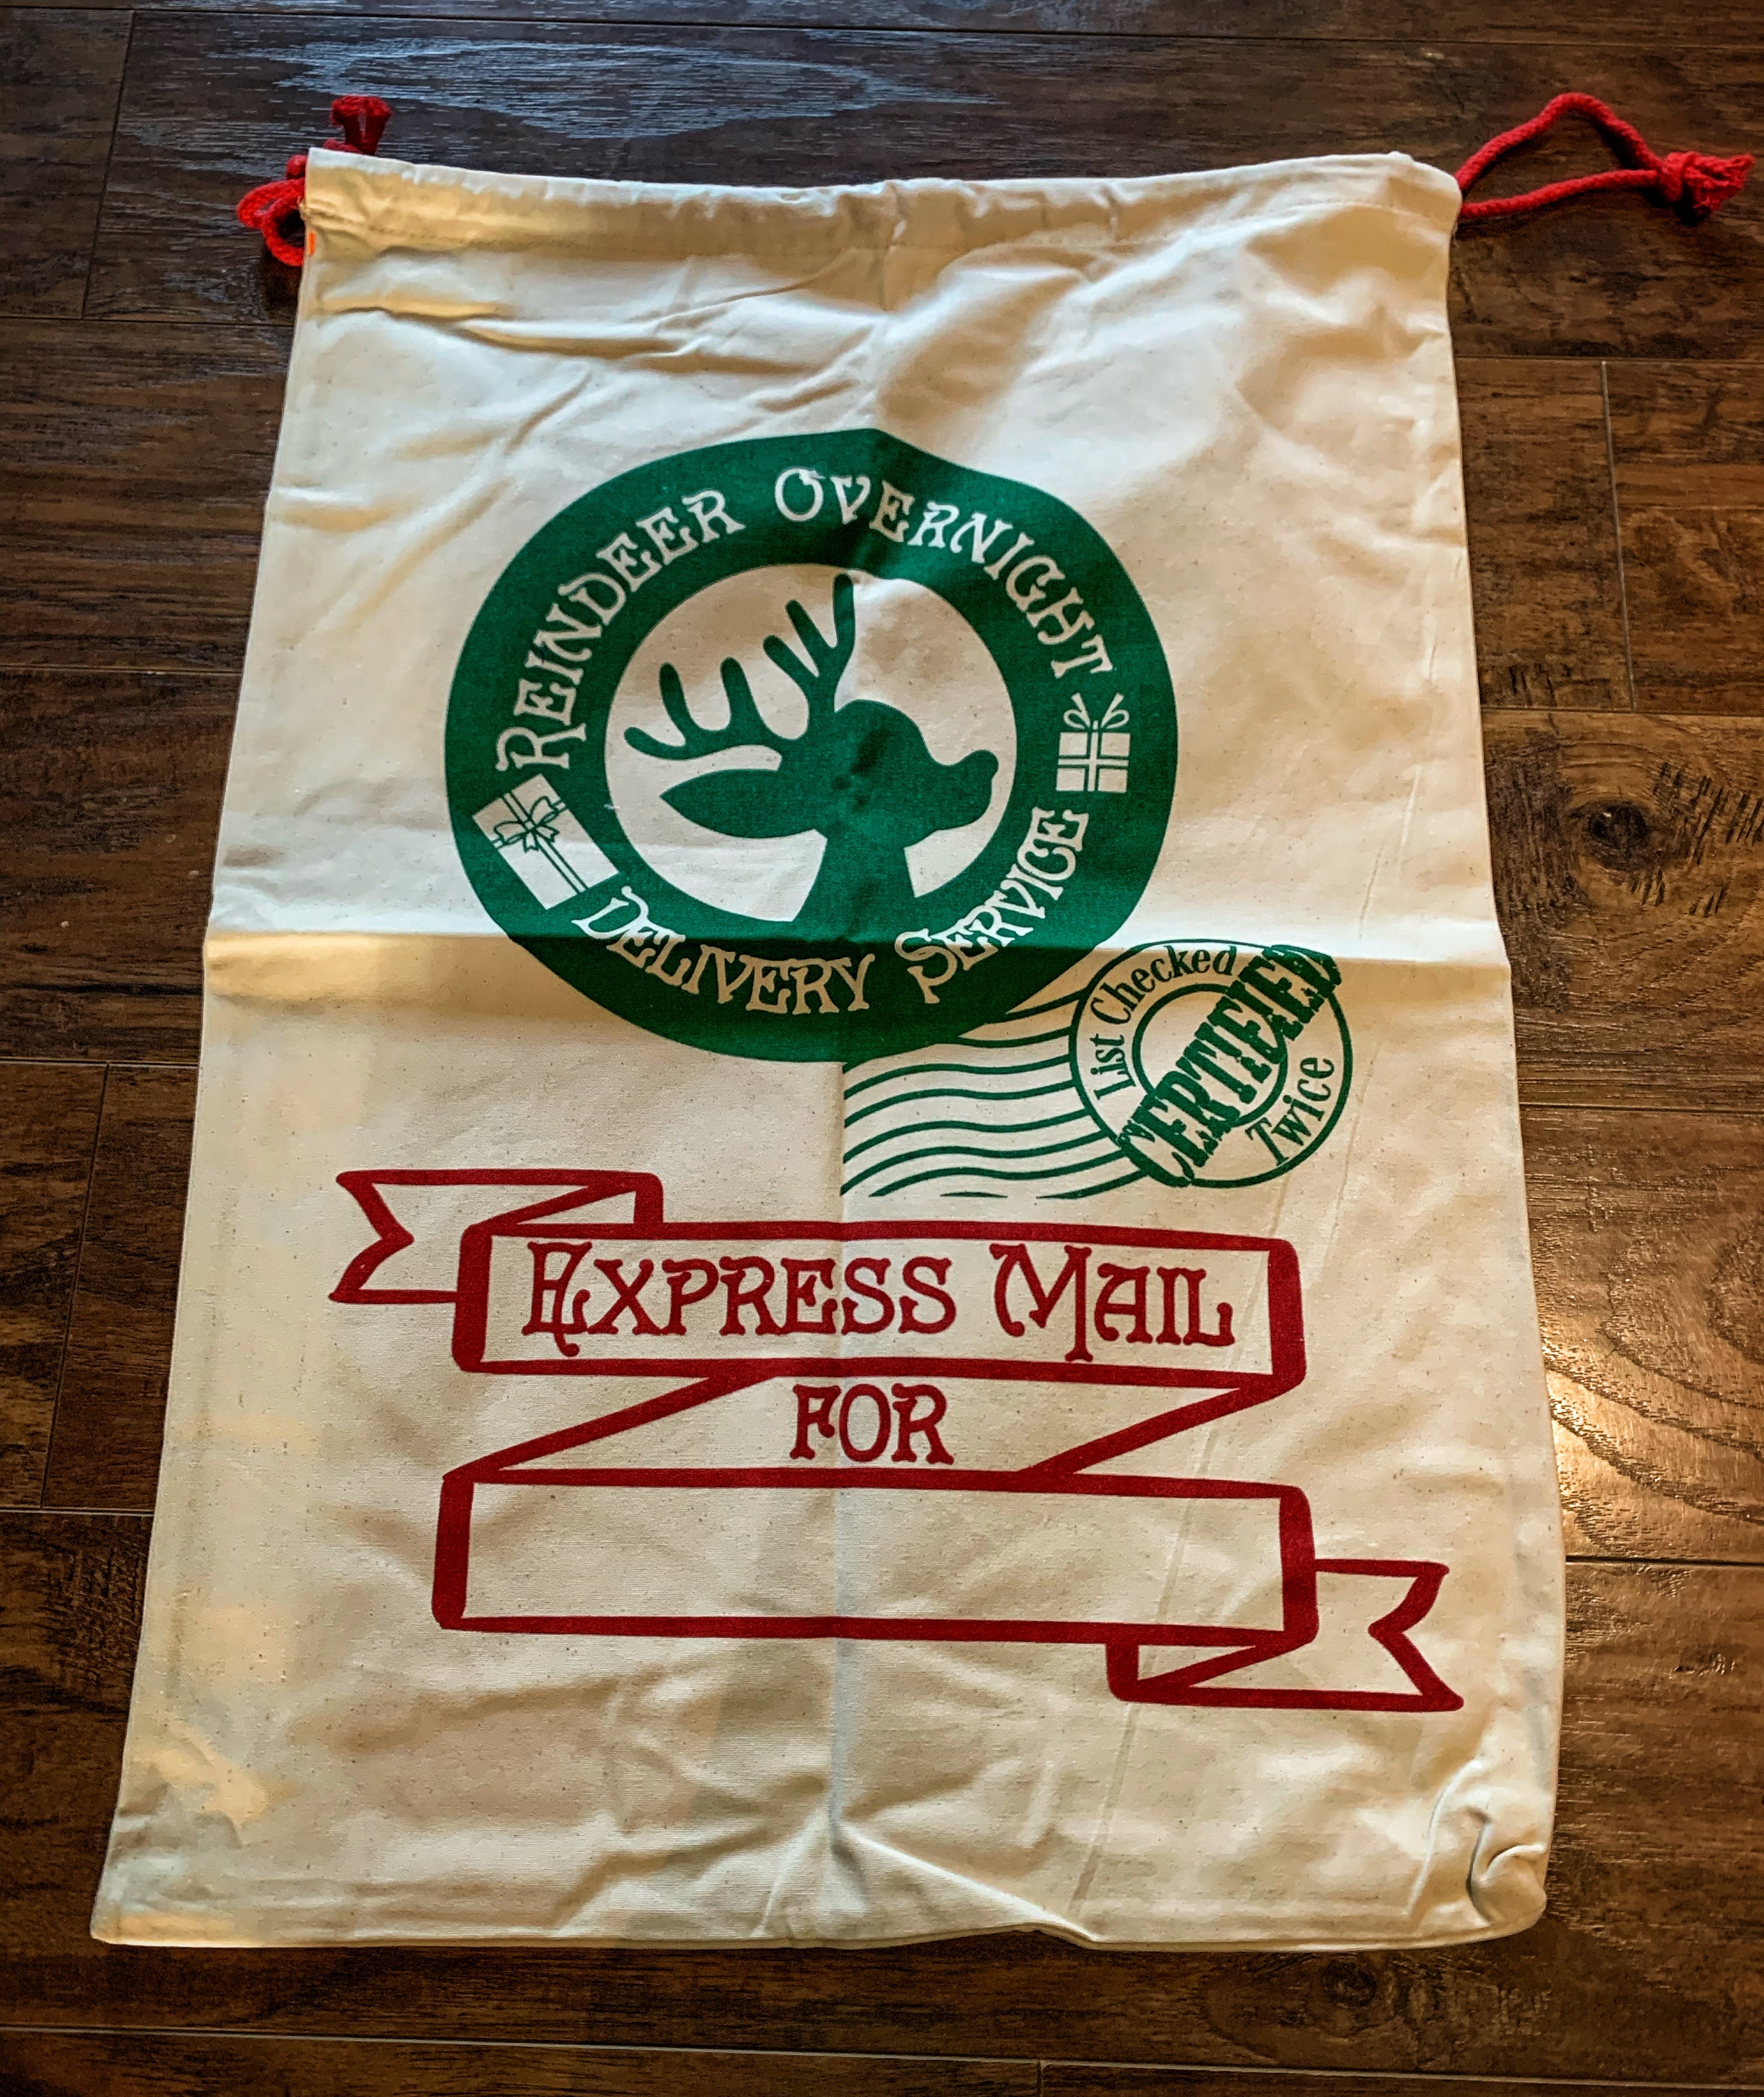 Reindeer Overnight
Delivery Service
List Checked
CERTIFIED
Twice
Express Mail
for